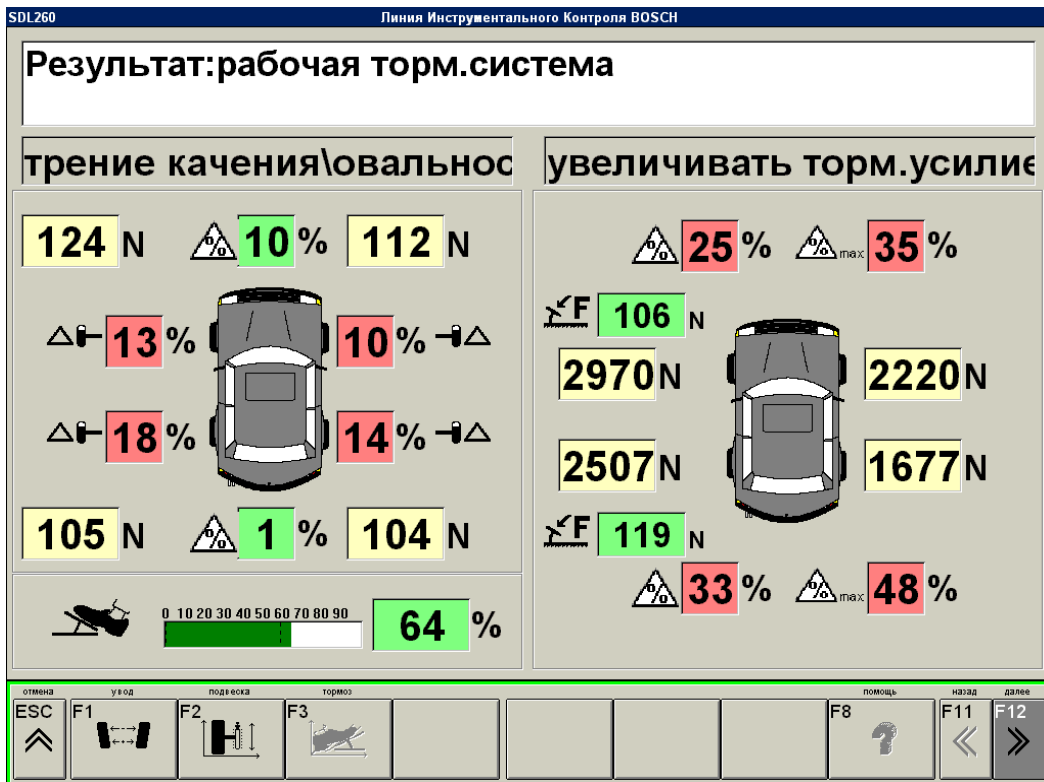 SDL260 Линия Инструментального Контроля BOSCH
Результат:рабочая торм.система
трение качения\овальнос увеличивать торм.усилие
124 N % 10 % 112 N
% 25 % % max 35 %
F 106 N
13 % 10 %
2970 N 2220 N
18 % 14 %
2507 N 1677 N
105 N % 1 % 104 N
F 119 N
% 33 % % max 48 %
0 10 20 30 40 50 60 70 80 90
64 %
отмена увод подвеска тормоз помощь назад далее
ESC F1 F2 F3 F8 F11 F12